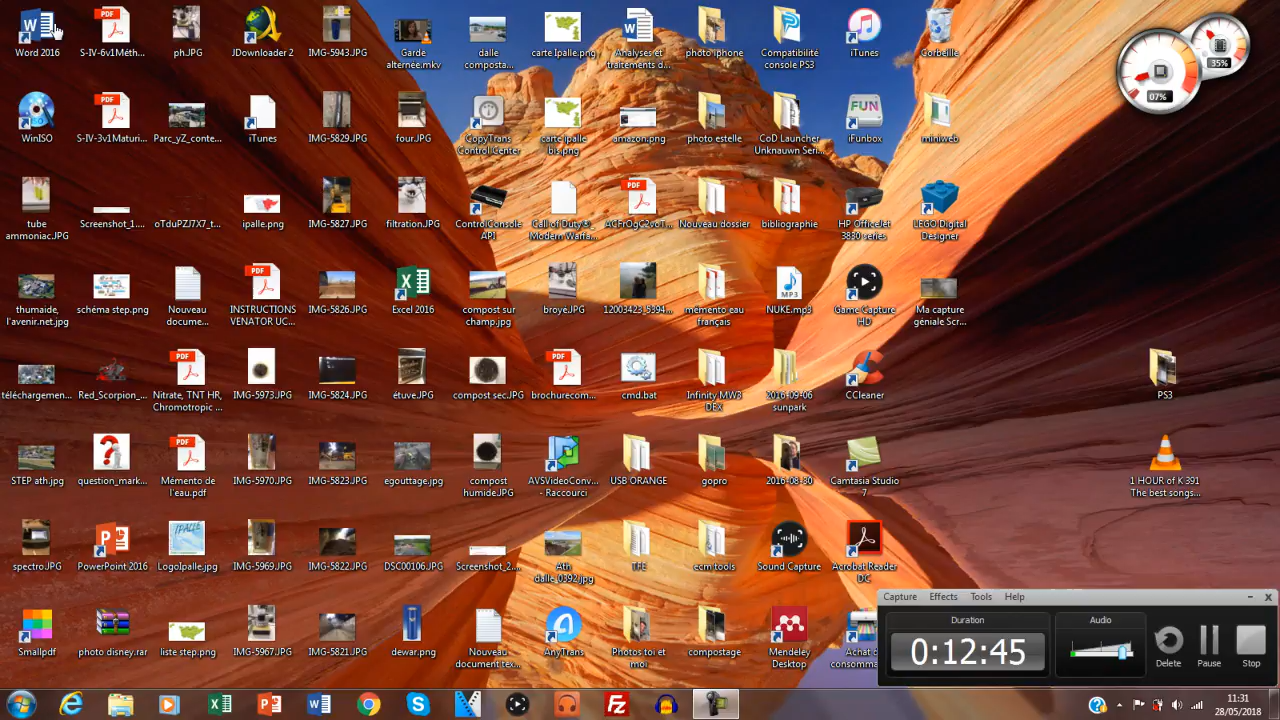 Word 2016
S-IV-6v1Méth...
ph.JPG
JDownloader 2
IMG-5943.JPG
Garde
alternée.mkv
dalle
composta...
carte Ipalle.png
Analyses et
traitements d...
photo iphone
Compatibilité
console PS3
iTunes
Corbeille
35%
07%
WinISO
S-IV-3v1Maturi...
Parc_yZ_conte...
iTunes
IMG-5829.JPG
four.JPG
CopyTrans
Control Center
carte Ipalle
bis.png
amazon.png
photo estelle
CoD Launcher
Unknauwn Seri...
iFunbox
miniweb
tube
ammoniac.JPG
Screenshot_1....
oTduPZJ7X7_t...
ipalle.png
IMG-5827.JPG
filtration.JPG
ControlConsole
API
Call of Duty®_
Modern Warfa...
ACFrOgC2voT...
Nouveau dossier
bibliographie
HP OfficeJet
3830 series
LEGO Digital
Designer
thumaide,
l'avenir.net.jpg
schéma step.png
Nouveau
docume...
INSTRUCTIONS
VENATOR UC...
IMG-5826.JPG
Excel 2016
compost sur
champ.jpg
broye.JPG
12003423_8394...
mémento eau
français
NUKE.mp3
Game Capture
HD
Ma capture
géniale Scr...
téléchargemen...
Red_Scorpion_...
Nitrate, TNT HR,
Chromotropic ...
IMG-5973.JPG
IMG-5824.JPG
étuve.JPG
compost sec.JPG
brochurecom...
cmd.bat
Infinity MW3
DEX
2016-09-06
sunpark
CCleaner
PS3
STEP ath.jpg
question_mark...
Mémento de
l'eau.pdf
IMG-5970.JPG
IMG-5823.JPG
egouttage.jpg
compost
humide.JPG
AVSVideoConv...
- Raccourci
USB ORANGE
gopro
2016-08-30
Camtasia Studio
7
1 HOUR of K 391
The best songs...
spectro.JPG
PowerPoint 2016
LogoIpalle.jpg
IMG-5969.JPG
IMG-5822.JPG
DSC00106.JPG
Screenshot_2....
Ath
dalle_0392.jpg
TFE
ccm tools
Sound Capture
Acrobat Reader
DC
Smallpdf
photo disney.rar
liste step.png
IMG-5967.JPG
IMG-5821.JPG
dewar.png
Nouveau
document tex...
AnyTrans
Photos toi et
moi
compostage
Mendeley
Desktop
Achat d
consomma
Capture
Effects
Tools
Help
Duration
Audio
0:12:45
Delete
Pause
Stop
11:31
28/05/2018